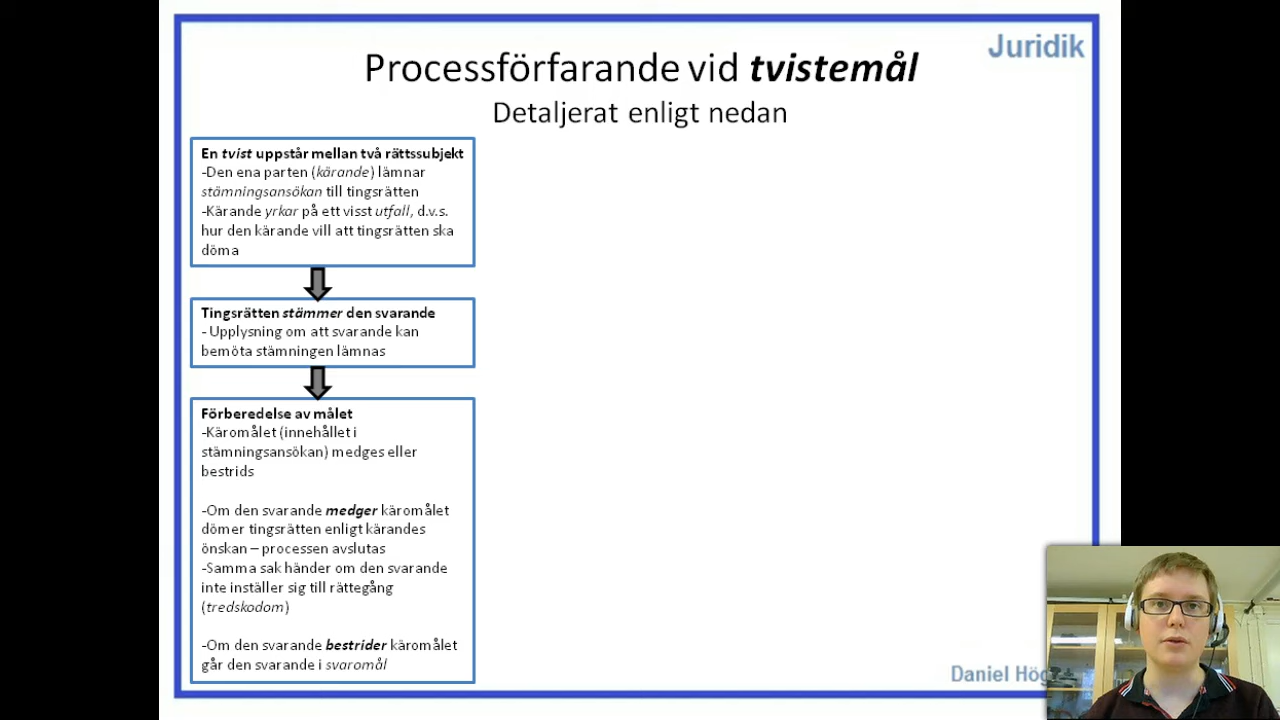 Juridik
Processförfarande vid tvistemål
Detaljerat enligt nedan
En tvist uppstår mellan två rättssubjekt
-Den ena parten (kärande) lämnar
stämningsansökan till tingsrätten
-Kärande yrkar på ett visst utfall, d.v.s.
hur den kärande vill att tingsrätten ska
döma
Tingsrätten stämmer den svarande
- Upplysning om att svarande kan
bemöta stämningen lämnas
Förberedelse av målet
-Käromålet (innehållet i
stämningsansökan) medges eller
bestrids
-Om den svarande medger käromålet
dömer tingsrätten enligt kärandes
önskan – processen avslutas
-Samma sak händer om den svarande
inte inställer sig till rättegång
(tredskodom)
-Om den svarande bestrider käromålet
går den svarande i svaromål
Daniel